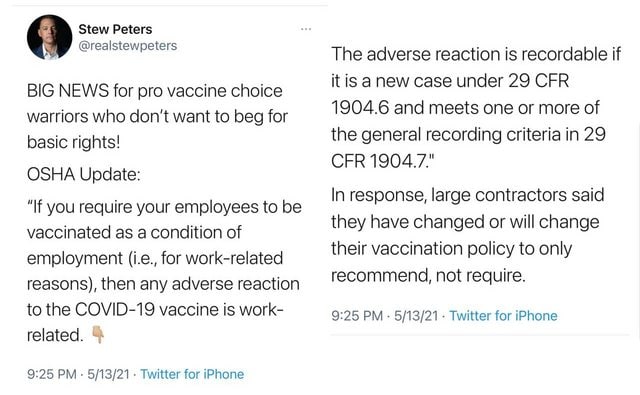 Stew Peters
@realstewpeters
BIG NEWS for pro vaccine choice
warriors who don't want to beg for
basic rights!
OSHA Update:
“If you require your employees to be
vaccinated as a condition of
employment (i.e., for work-related
reasons), then any adverse reaction
to the COVID-19 vaccine is work-
related. 👇🏼
9:25 PM · 5/13/21 · Twitter for iPhone
The adverse reaction is recordable if
it is a new case under 29 CFR
1904.6 and meets one or more of
the general recording criteria in 29
CFR 1904.7."
In response, large contractors said
they have changed or will change
their vaccination policy to only
recommend, not require.
9:25 PM · 5/13/21 · Twitter for iPhone